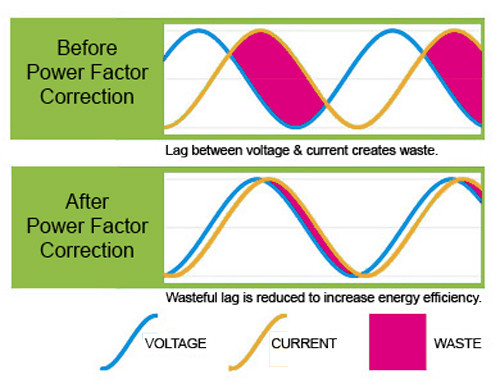 Before
Power Factor
Correction
Lag between voltage & current creates waste.
After
Power Factor
Correction
Wasteful lag is reduced to increase energy efficiency.
VOLTAGE CURRENT WASTE